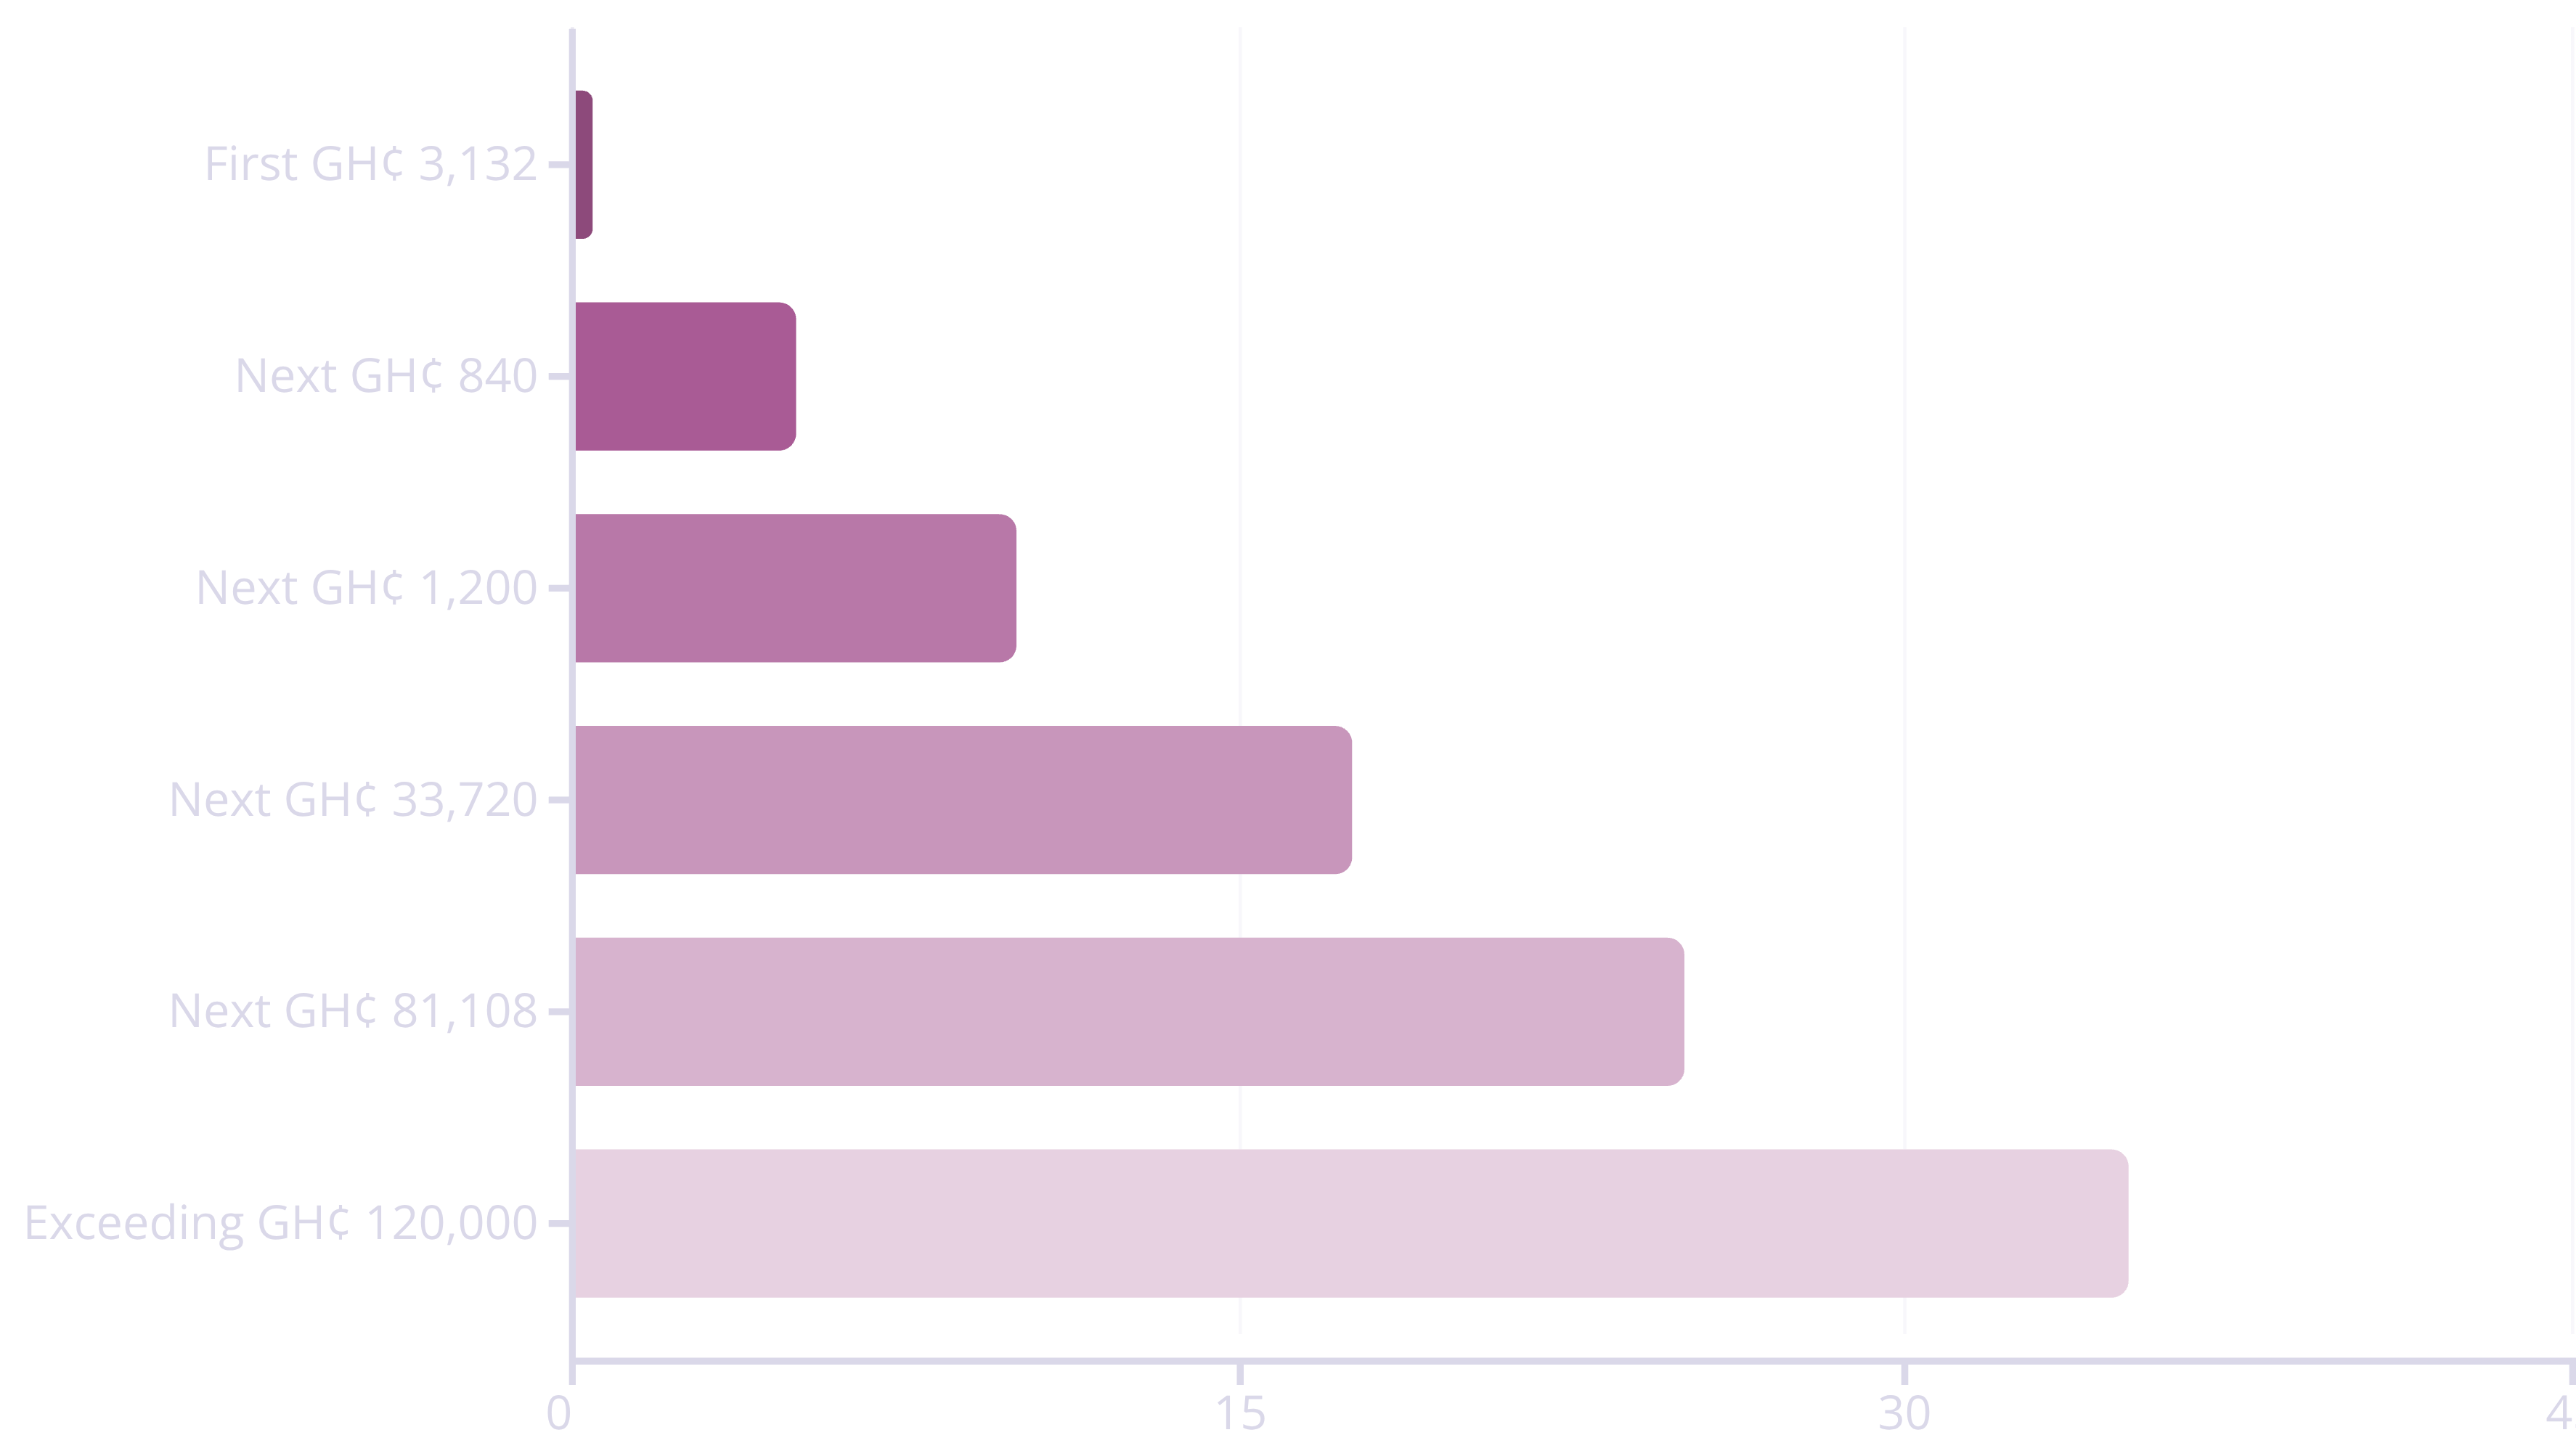 First GH¢ 3,132
Next GH¢ 840
Next GH¢ 1,200
Next GH¢ 33,720
Next GH¢ 81,108
Exceeding GH¢ 120,000
0 15 30 4